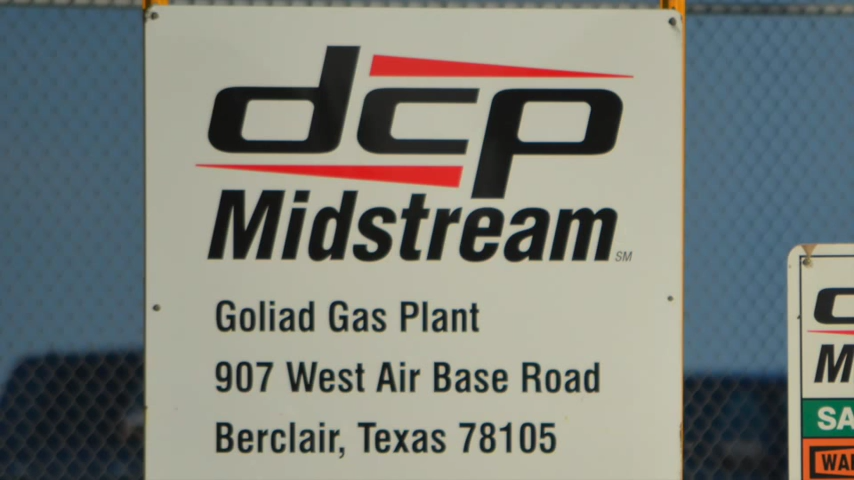 dcp
Midstream SM
Goliad Gas Plant
907 West Air Base Road
Berclair, Texas 78105